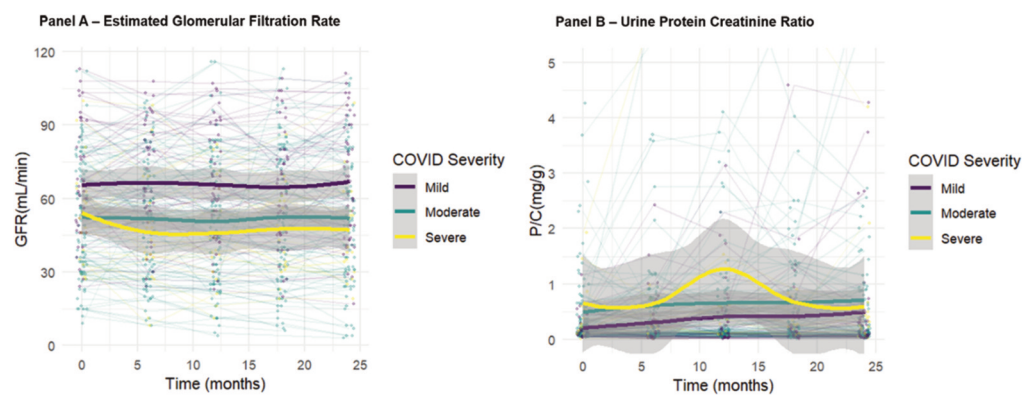 Panel A – Estimated Glomerular Filtration Rate
120
90
60
30
0
GFR(mL/min)
0 5 10 15 20 25
Time (months)
COVID Severity
Mild
Moderate
Severe
Panel B – Urine Protein Creatinine Ratio
5
4
3
2
1
0
P/C(mg/g)
0 5 10 15 20 25
Time (months)
COVID Severity
Mild
Moderate
Severe